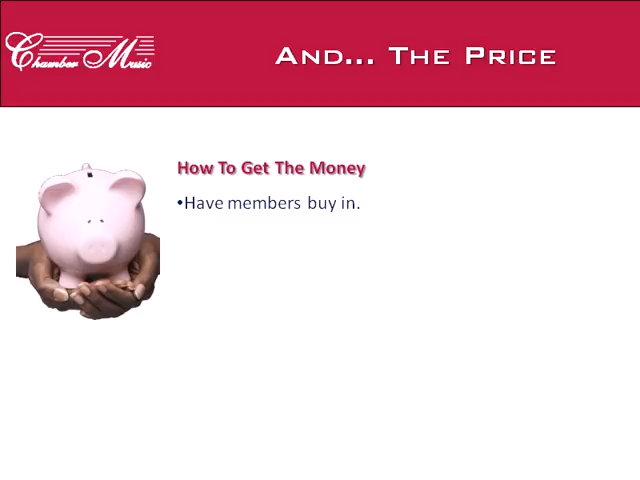 Chamber Music
And... The Price
How To Get The Money
•Have members buy in.